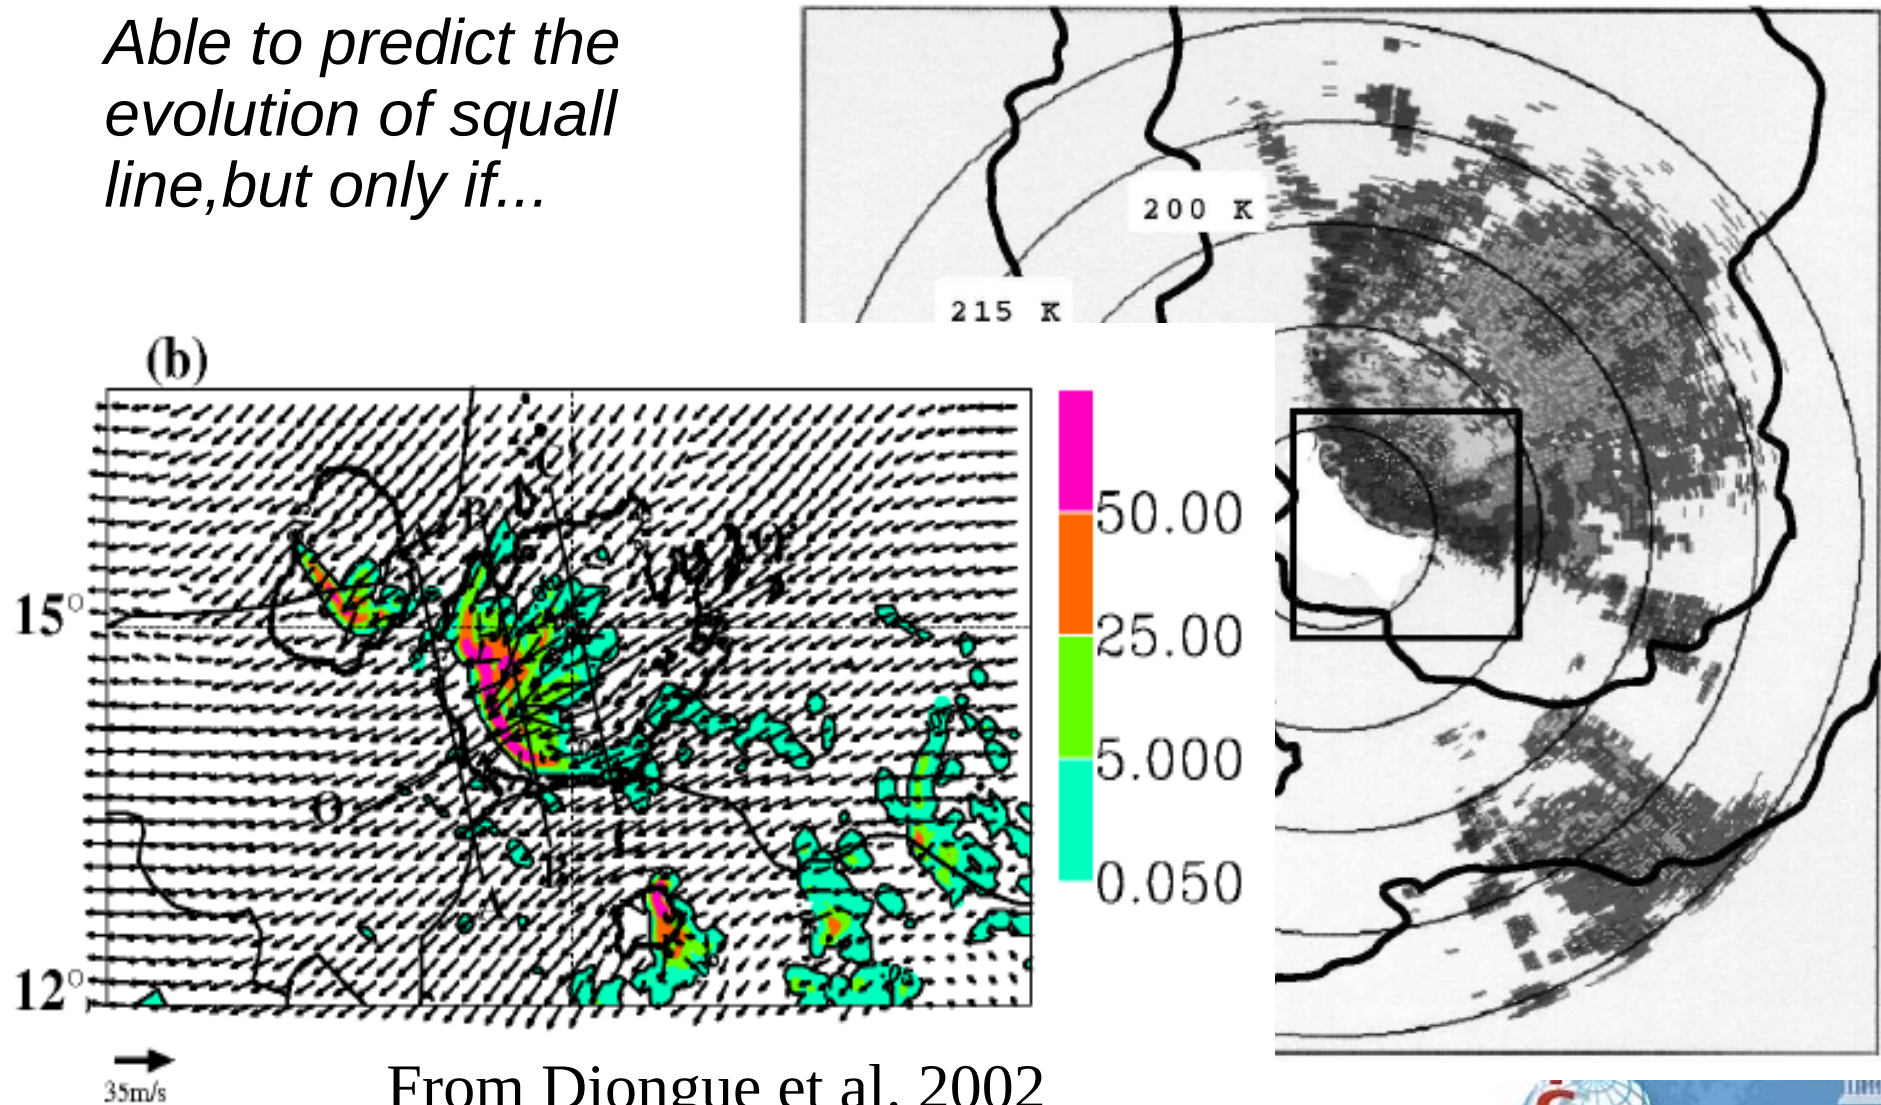 Able to predict the
evolution of squall
line,but only if...
200 K
215 K
(b)
50.00
25.00
5.000
0.050
15°
12°
C
B
O
B
A
35m/s
From Diongue et al. 2002